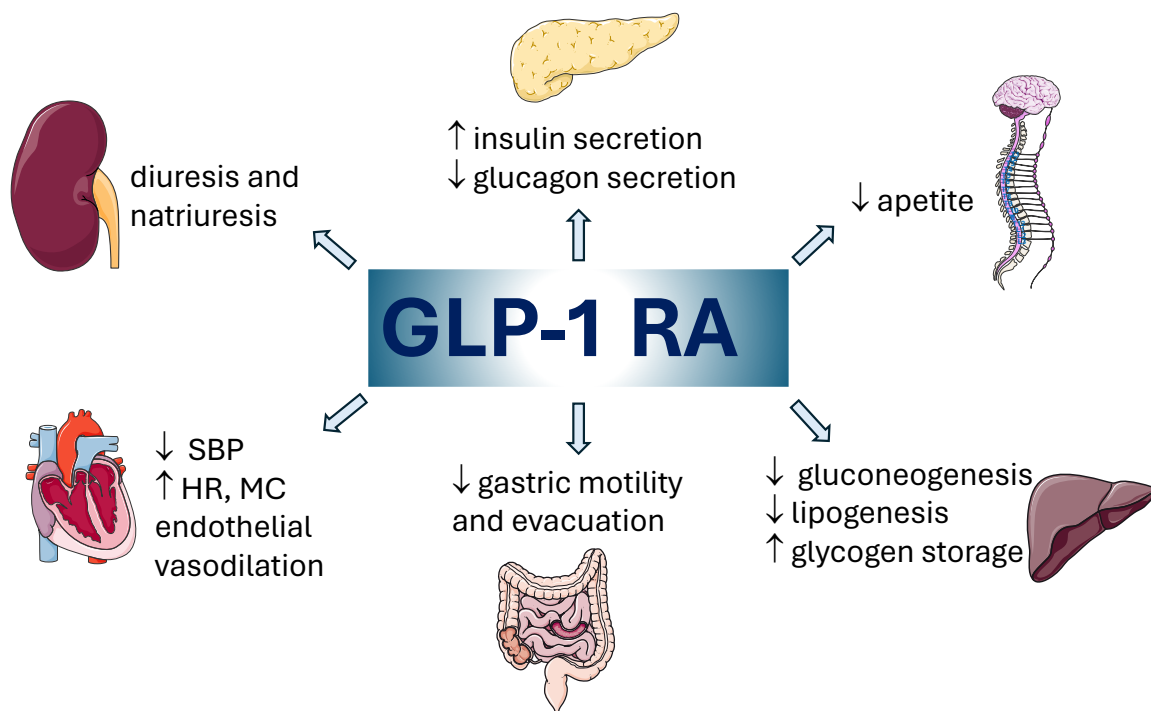 ↑ insulin secretion
↓ glucagon secretion
diuresis and
natriuresis
↓ apetite
GLP-1 RA
↓ SBP
↑ HR, MC
endothelial
vasodilation
↓ gastric motility
and evacuation
↓ gluconeogenesis
↓ lipogenesis
↑ glycogen storage